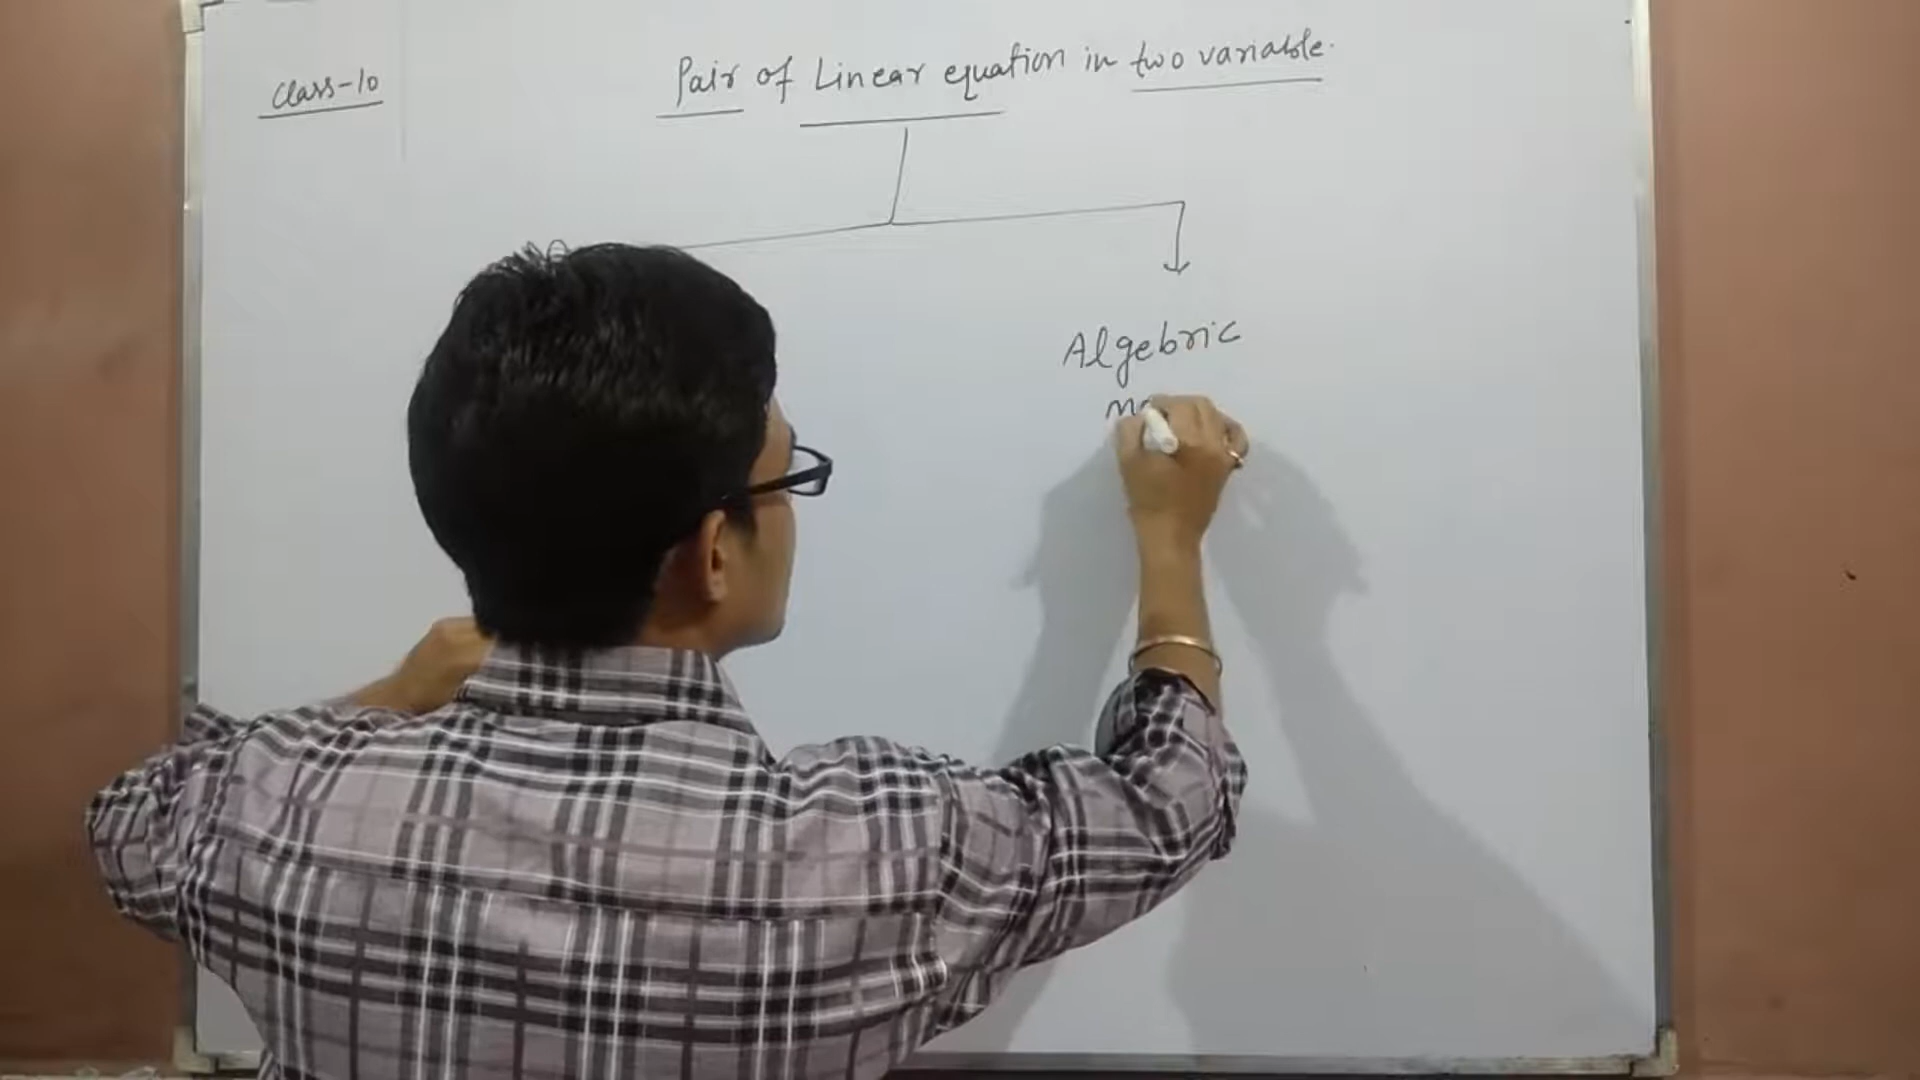 Class-10
Pair of Linear equation in two variable.
Algebric